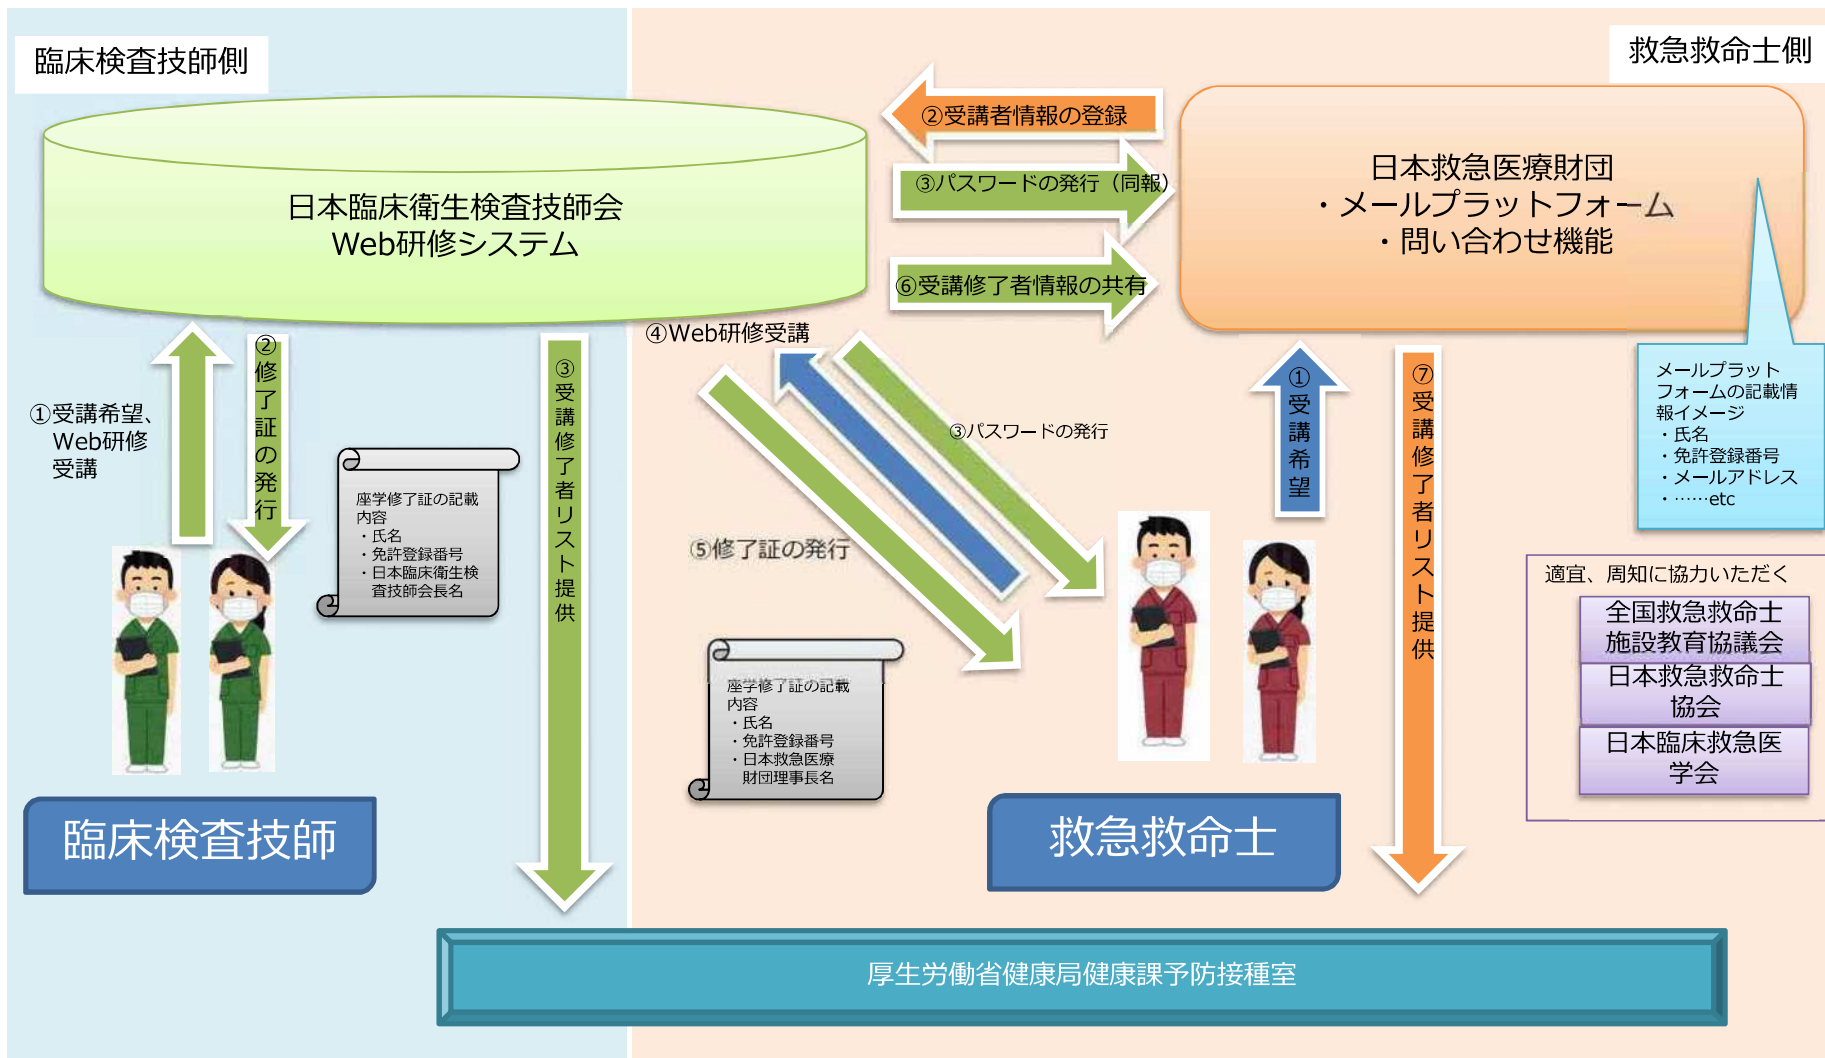 臨床検査技師側
救急救命士側
日本臨床衛生検査技師会
Web研修システム
②受講者情報の登録
③パスワードの発行（同報）
⑥受講修了者情報の共有
日本救急医療財団
・メールプラットフォーム
・問い合わせ機能
①受講希望、
Web研修
受講
②修了証の発行
③受講修了者リスト提供
④Web研修受講
③パスワードの発行
⑤修了証の発行
①受講希望
⑦受講修了者リスト提供
メールプラット
フォームの記載情
報イメージ
・氏名
・免許登録番号
・メールアドレス
・……etc
座学修了証の記載
内容
・氏名
・免許登録番号
・日本臨床衛生検
査技師会長名
座学修了証の記載
内容
・氏名
・免許登録番号
・日本救急医療
財団理事長名
適宜、周知に協力いただく
全国救急救命士
施設教育協議会
日本救急救命士
協会
日本臨床救急医
学会
臨床検査技師
救急救命士
厚生労働省健康局健康課予防接種室